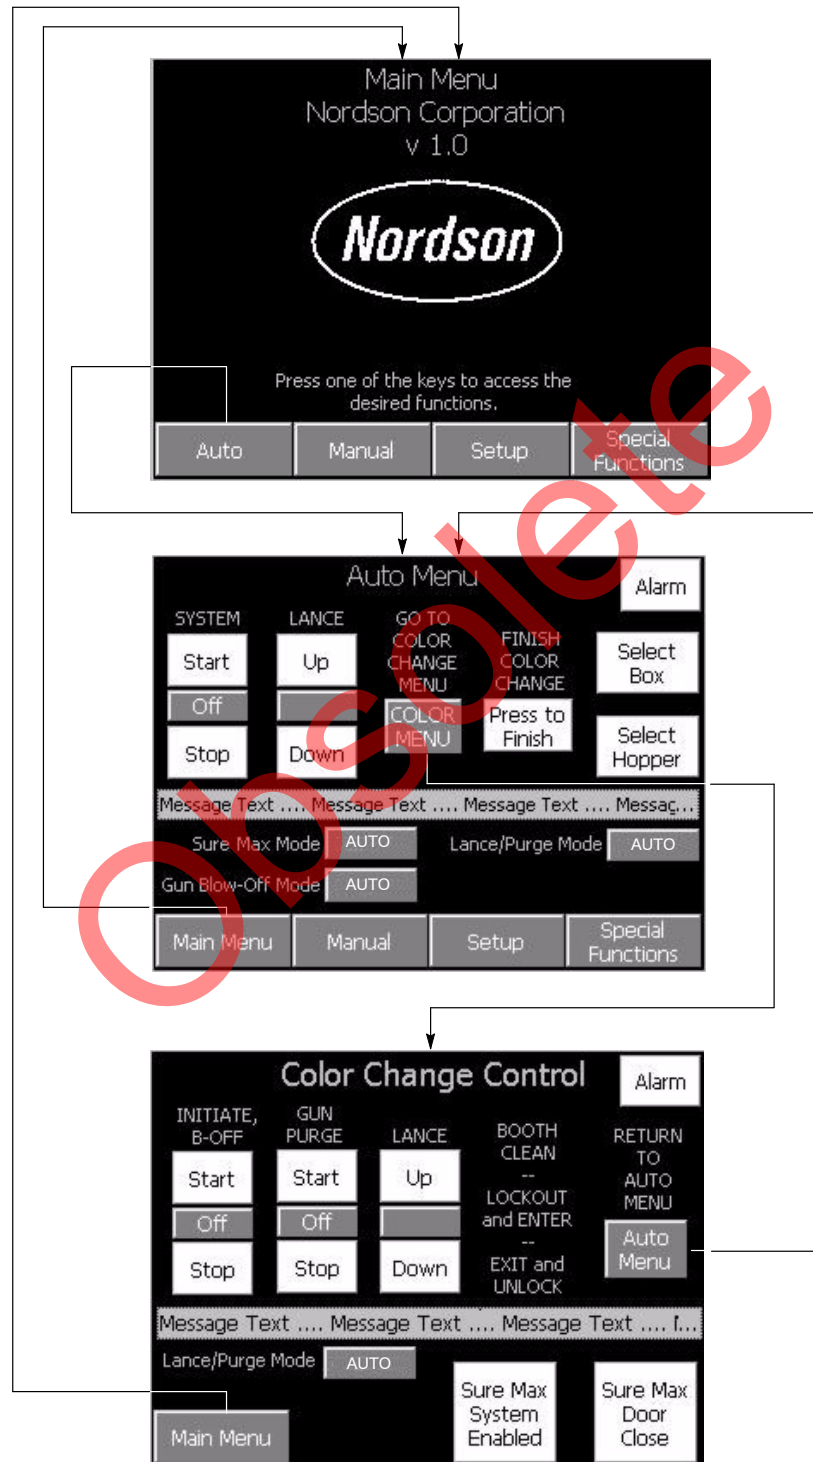 Main Menu
Nordson Corporation
v 1.0
Nordson
Press one of the keys to access the
desired functions.
Auto
Manual
Setup
Special
Functions
Obsolete
Auto Menu
Alarm
SYSTEM
Start
Off
Stop
LANCE
Up
Down
GO TO
COLOR
CHANGE
MENU
COLOR
MENU
FINISH
COLOR
CHANGE
Press to
Finish
Select
Box
Select
Hopper
Message Text .... Message Text .... Message Text .... Messag...
Sure Max Mode AUTO
Lance/Purge Mode AUTO
Gun Blow-Off Mode AUTO
Main Menu
Manual
Setup
Special
Functions
Color Change Control
Alarm
INITIATE,
B-OFF
Start
Off
Stop
GUN
PURGE
Start
Off
Stop
LANCE
Up
Down
BOOTH
CLEAN
--
LOCKOUT
and ENTER
--
EXIT and
UNLOCK
RETURN
TO
AUTO
MENU
Auto
Menu
Message Text .... Message Text .... Message Text ....
Lance/Purge Mode AUTO
Main Menu
Sure Max
System
Enabled
Sure Max
Door
Close